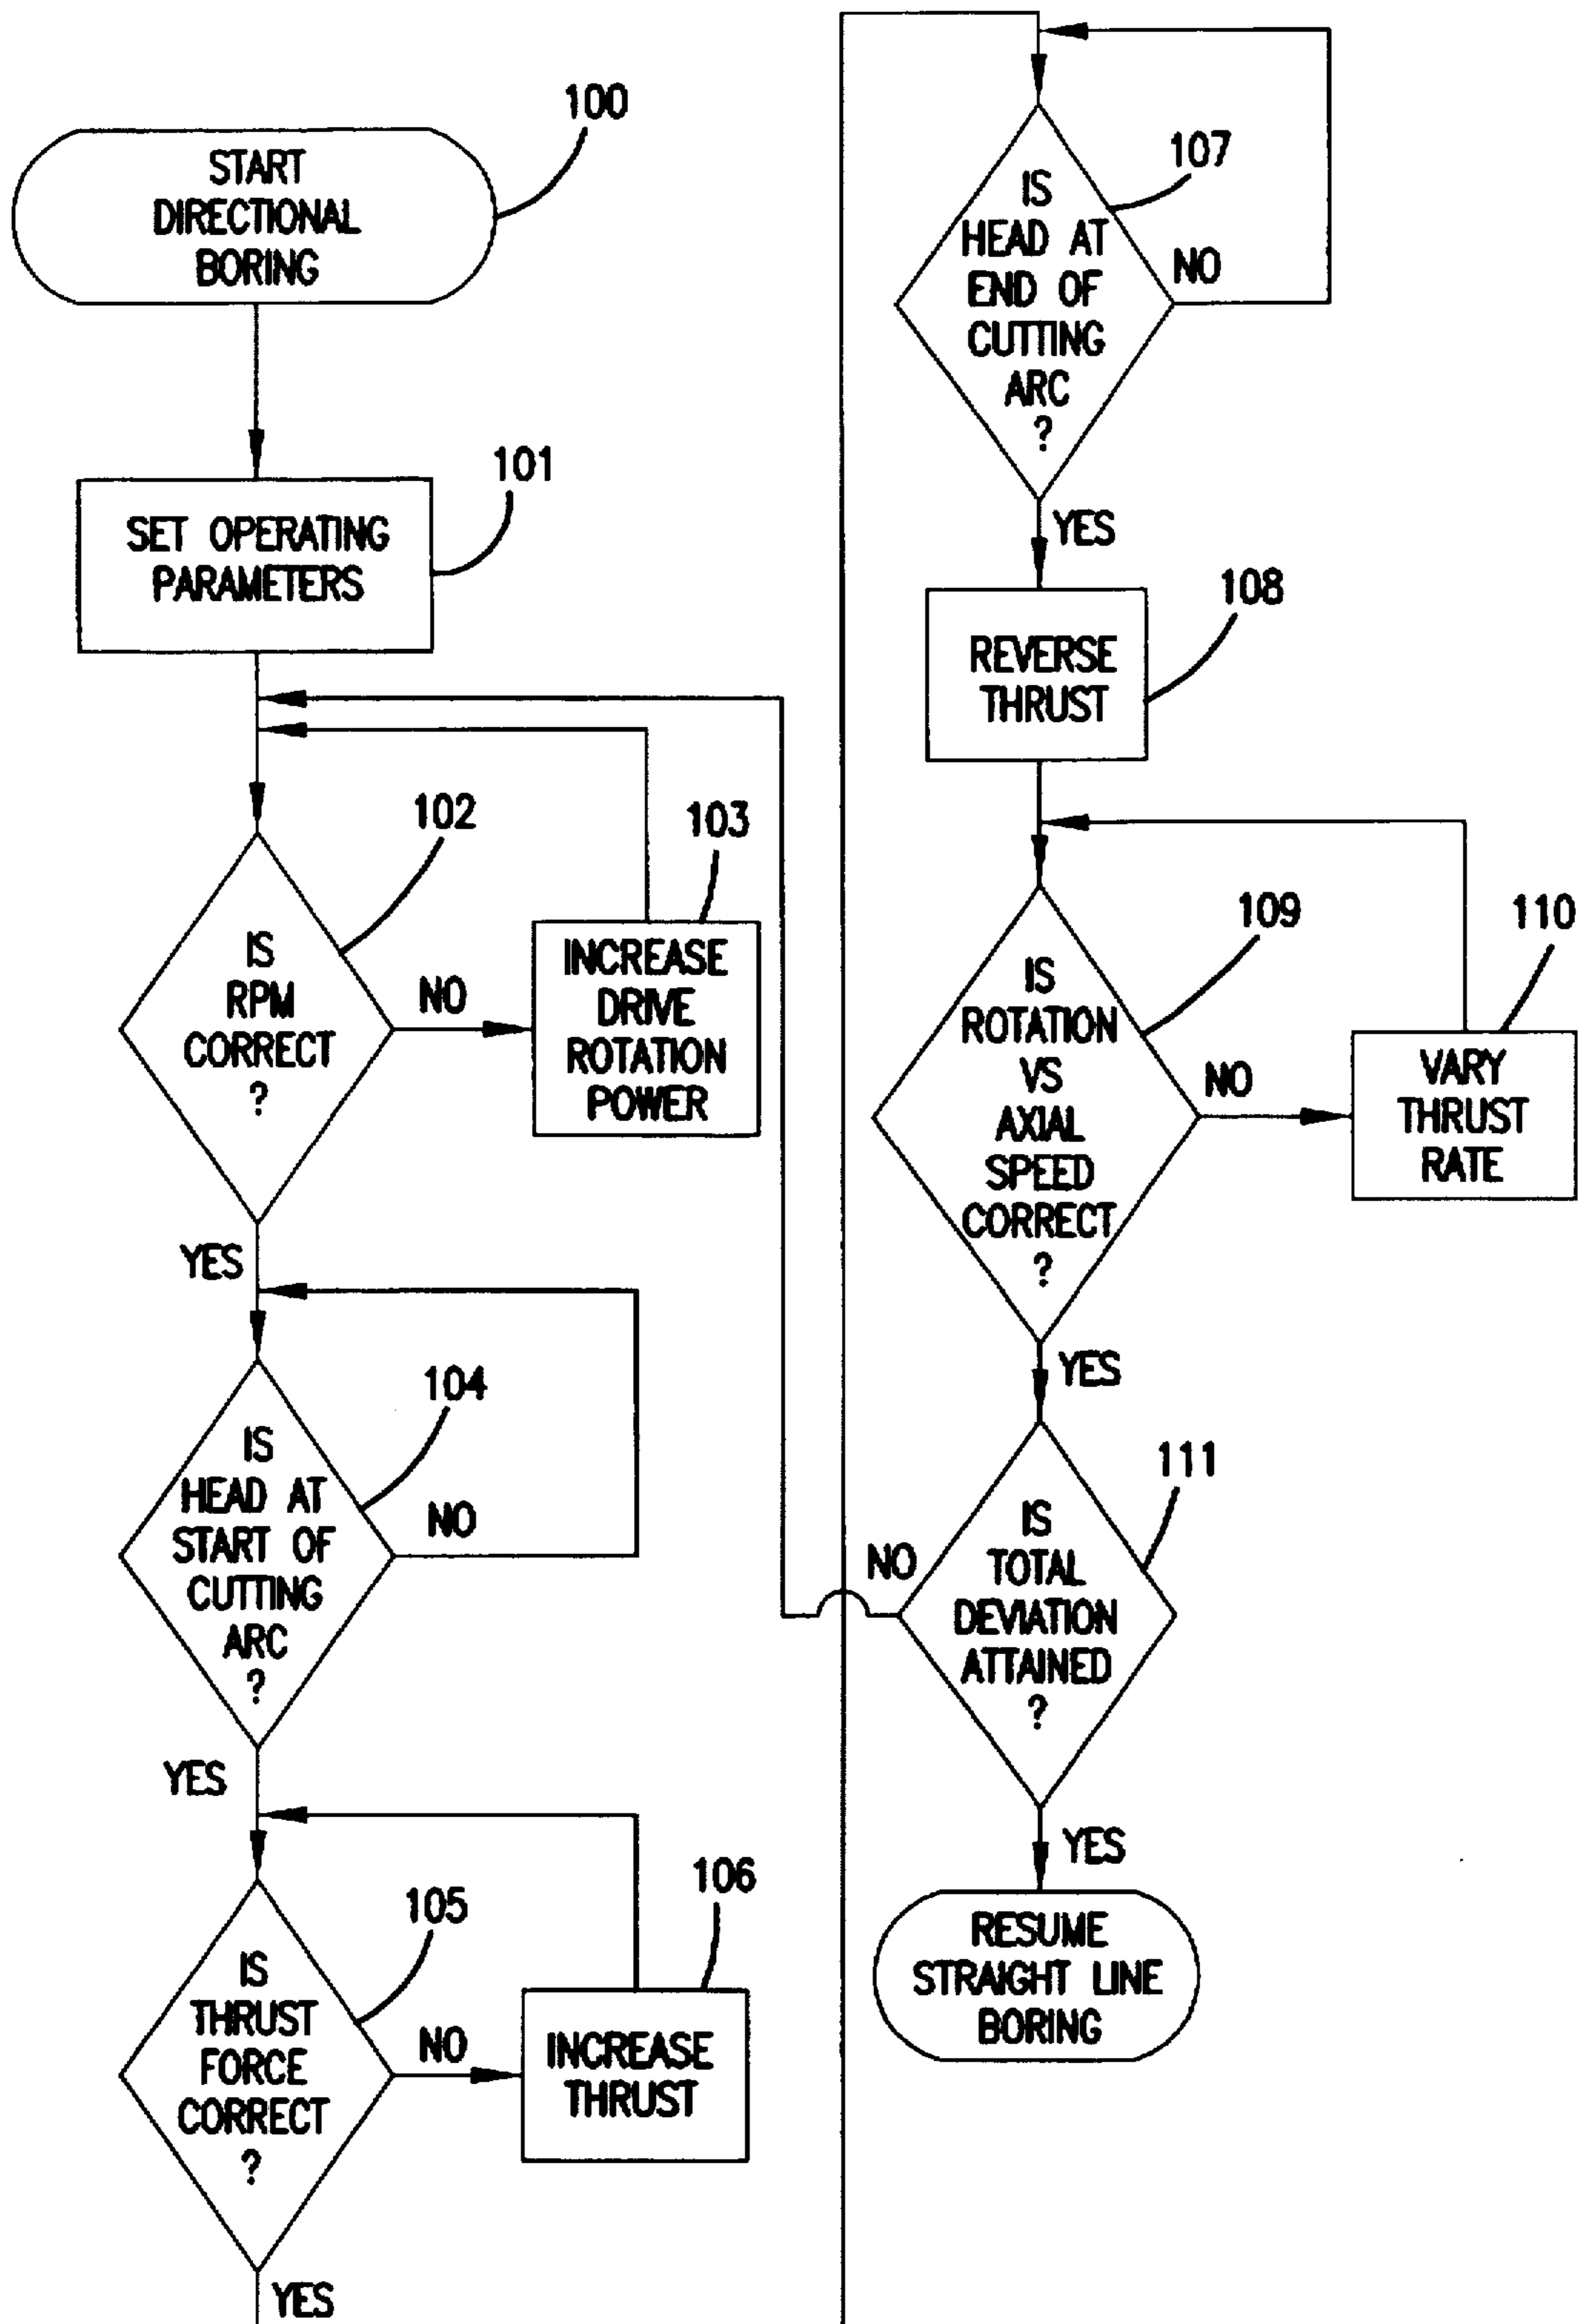 100
START
DIRECTIONAL
BORING
101
SET OPERATING
PARAMETERS
102
IS
RPM
CORRECT
?
NO
103
INCREASE
DRIVE
ROTATION
POWER
YES
104
IS
HEAD AT
START OF
CUTTING
ARC
?
NO
YES
105
IS
THRUST
FORCE
CORRECT
?
NO
106
INCREASE
THRUST
YES
107
IS
HEAD AT
END OF
CUTTING
ARC
?
NO
YES
108
REVERSE
THRUST
109
IS
ROTATION
VS
AXIAL
SPEED
CORRECT
?
NO
110
VARY
THRUST
RATE
YES
111
IS
TOTAL
DEVIATION
ATTAINED
?
NO
YES
RESUME
STRAIGHT LINE
BORING